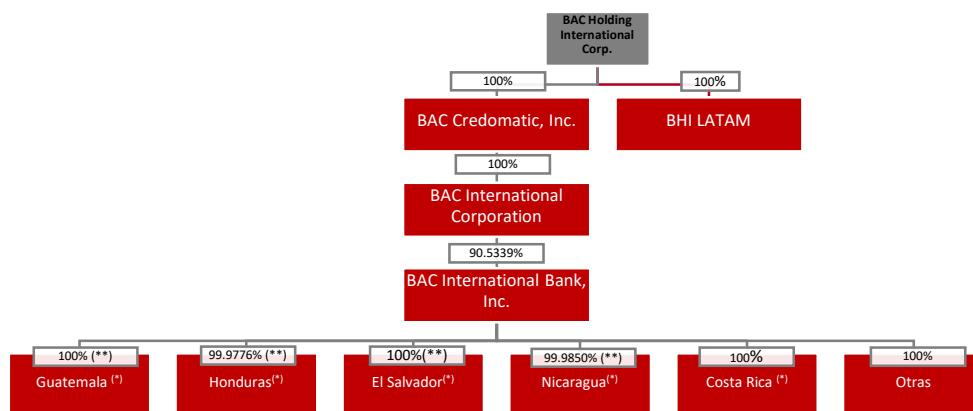 BAC Holding
International
Corp.
100%
100%
BAC Credomatic, Inc.
BHI LATAM
100%
BAC International
Corporation
90.5339%
BAC International Bank,
Inc.
100% (**)
99.9776% (**)
100%(**)
99.9850% (**)
100%
100%
Guatemala (*)
Honduras(*)
El Salvador(*)
Nicaragua(*)
Costa Rica (*)
Otras